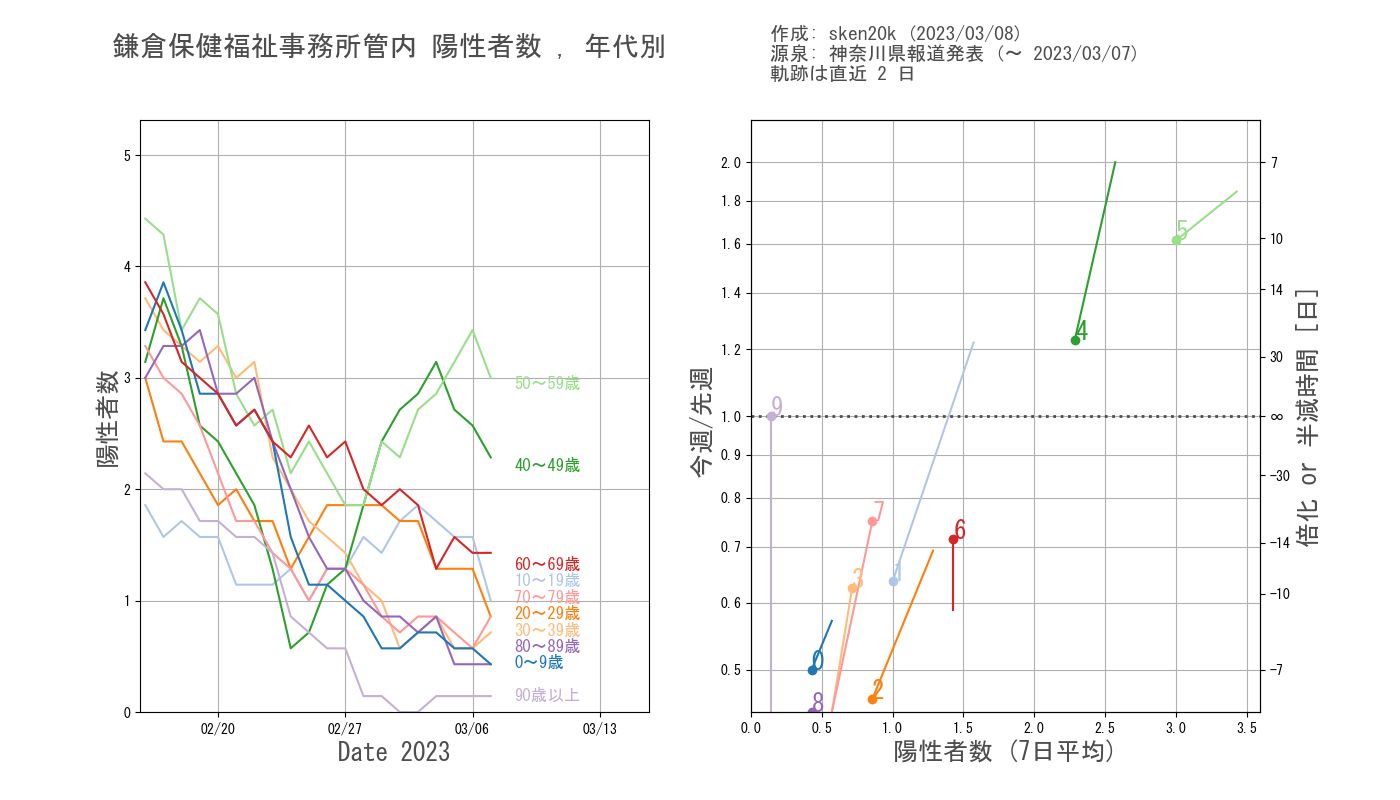 鎌倉保健福祉事務所管内 陽性者数 , 年代別
作成: sken20k (2023/03/08)
源泉: 神奈川県報道発表 (〜 2023/03/07)
軌跡は直近 2 日
陽性者数
5
4
3
2
1
0
02/20
02/27
03/06
03/13
Date 2023
50〜59歳
40〜49歳
60〜69歳
10〜19歳
70〜79歳
20〜29歳
30〜39歳
80〜89歳
0〜9歳
90歳以上
今週/先週
2.0
1.8
1.6
1.4
1.2
1.0
0.9
0.8
0.7
0.6
0.5
5
4
9
7
6
3
1
0
2
8
0.0
0.5
1.0
1.5
2.0
2.5
3.0
3.5
陽性者数 (7日平均)
7
10
14
30
∞
−30
−14
−10
−7
倍化 or 半減時間 [日]